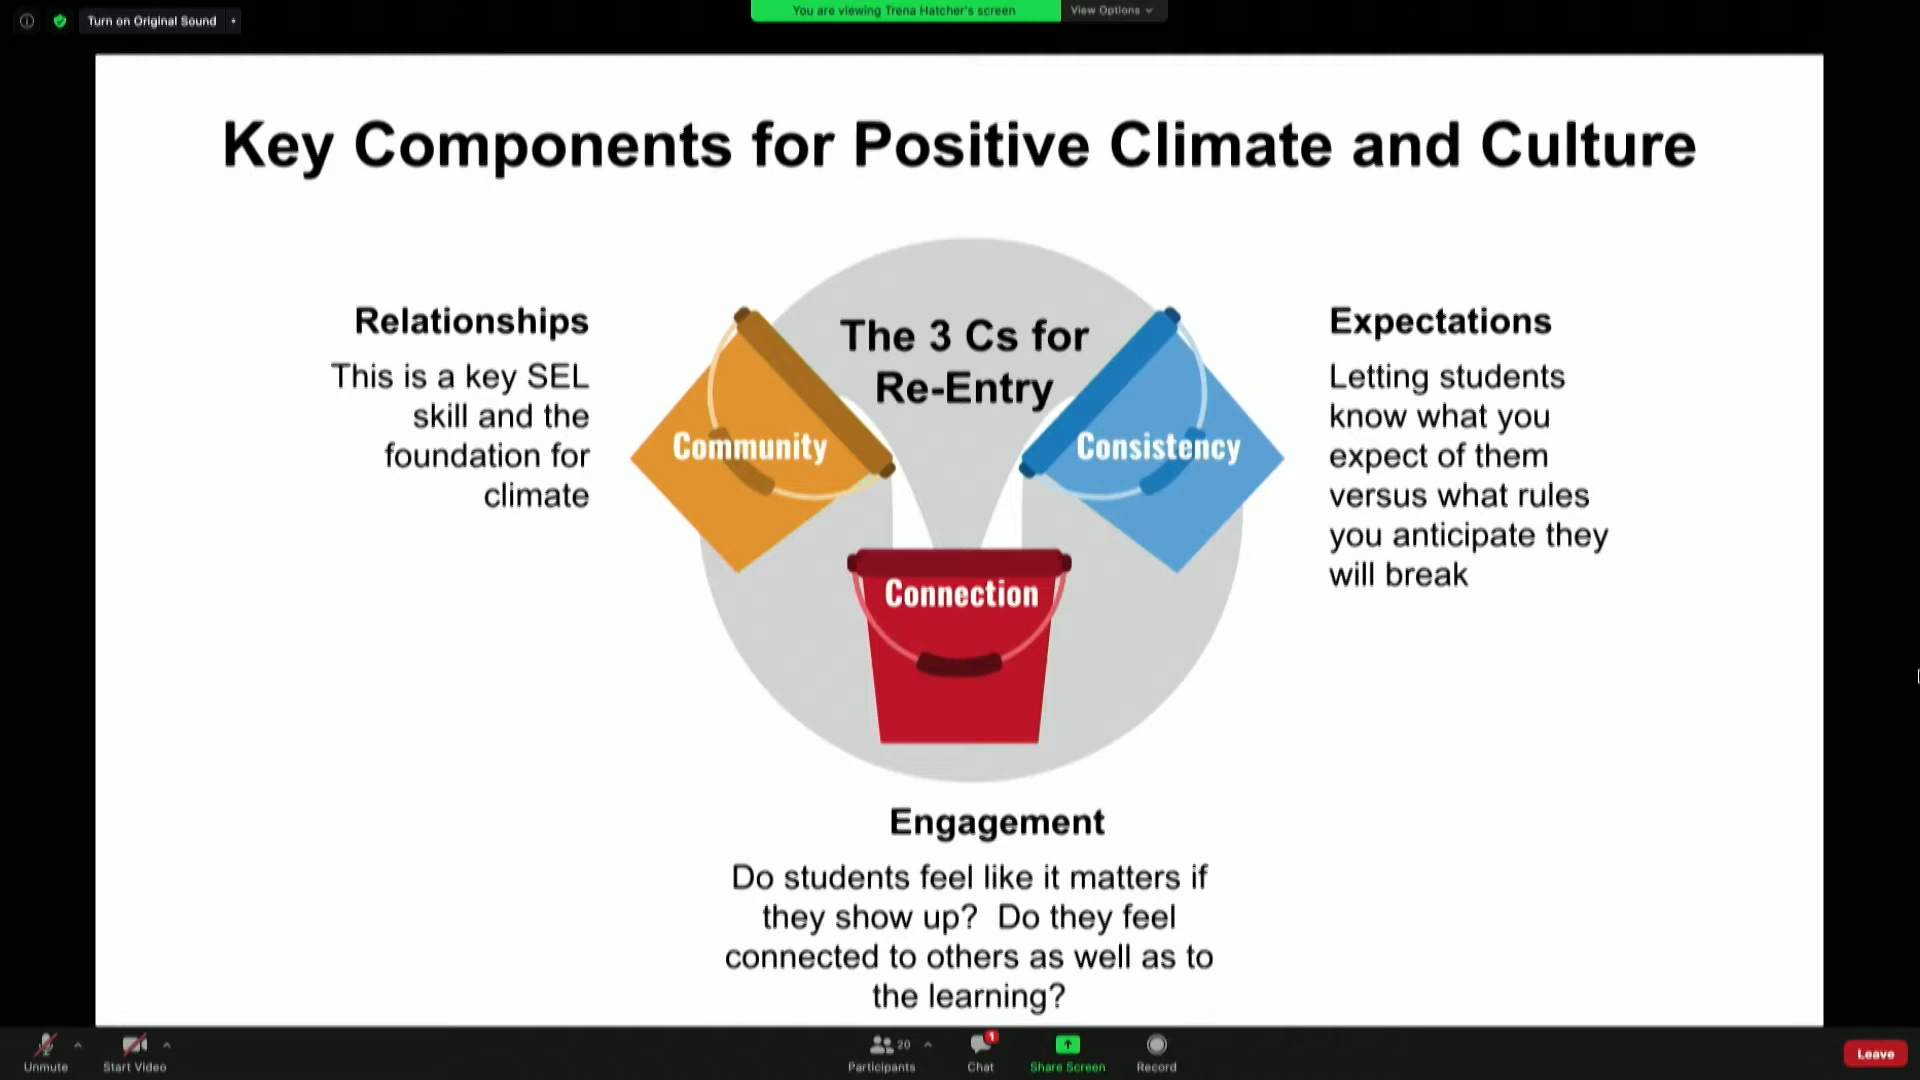 Turn on Original Sound
You are viewing Trena Hatcher's screen
View Options
Key Components for Positive Climate and Culture
Relationships
This is a key SEL
skill and the
foundation for
climate
The 3 Cs for
Re-Entry
Community
Consistency
Connection
Expectations
Letting students
know what you
expect of them
versus what rules
you anticipate they
will break
Engagement
Do students feel like it matters if
they show up?  Do they feel
connected to others as well as to
the learning?
Unmute
Start Video
20
Participants
1
Chat
Share Screen
Record
Leave